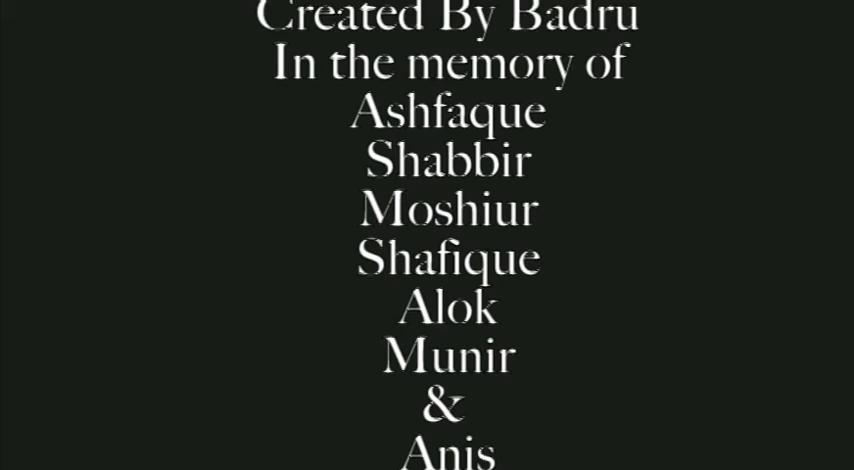 Created By Badru
In the memory of
Ashfaque
Shabbir
Moshiur
Shafique
Alok
Munir
&
Anis